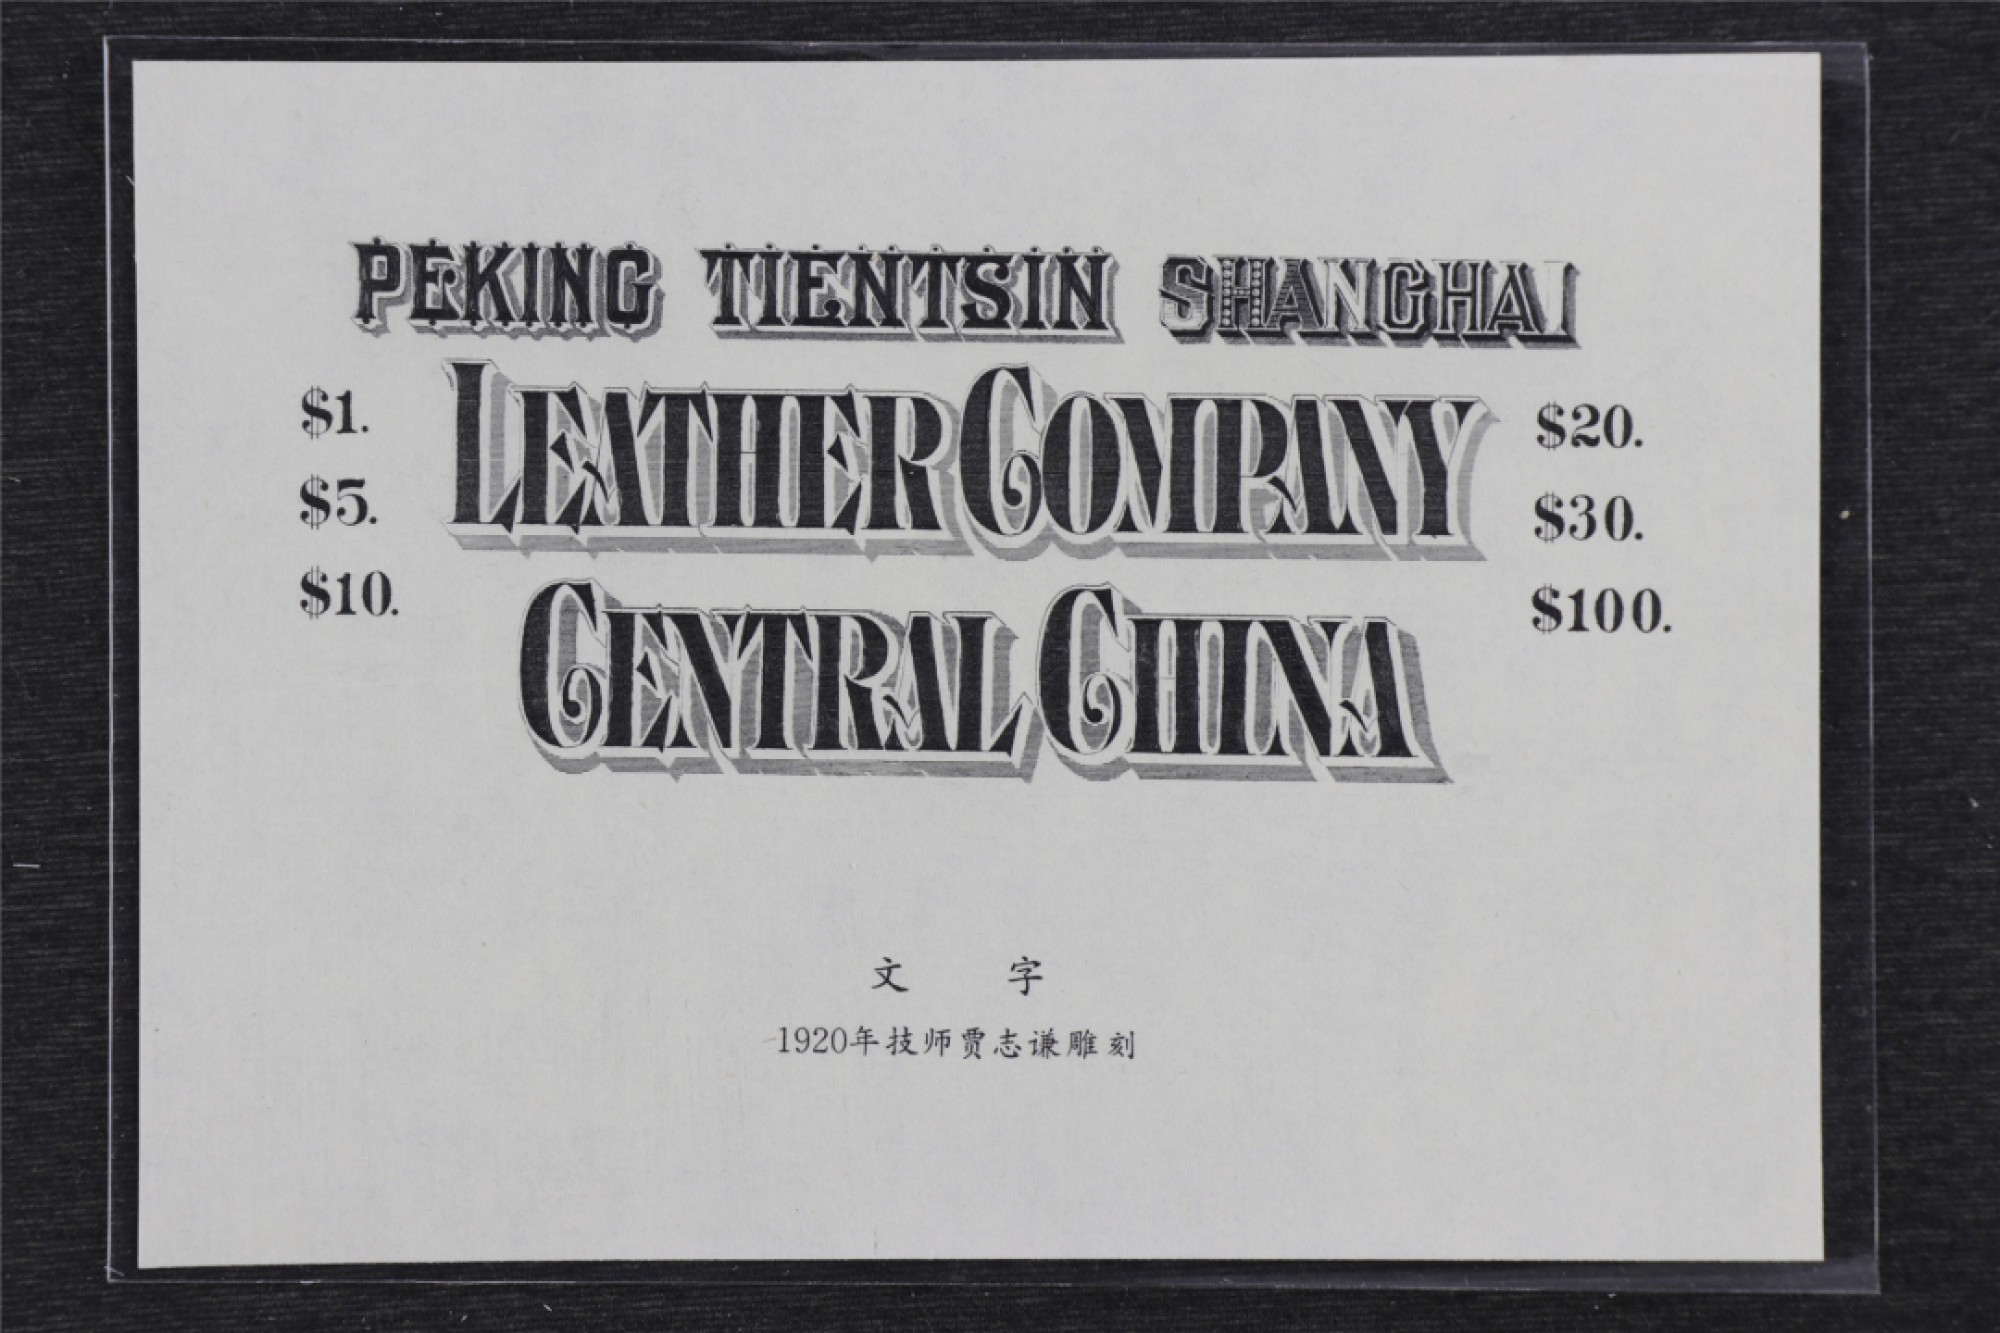 PEKING TIENTSIN SHANGHAI
LEATHER COMPANY
CENTRAL CHINA
$1.
$5.
$10.
$20.
$30.
$100.
文 字
1920年技师贾志谦雕刻